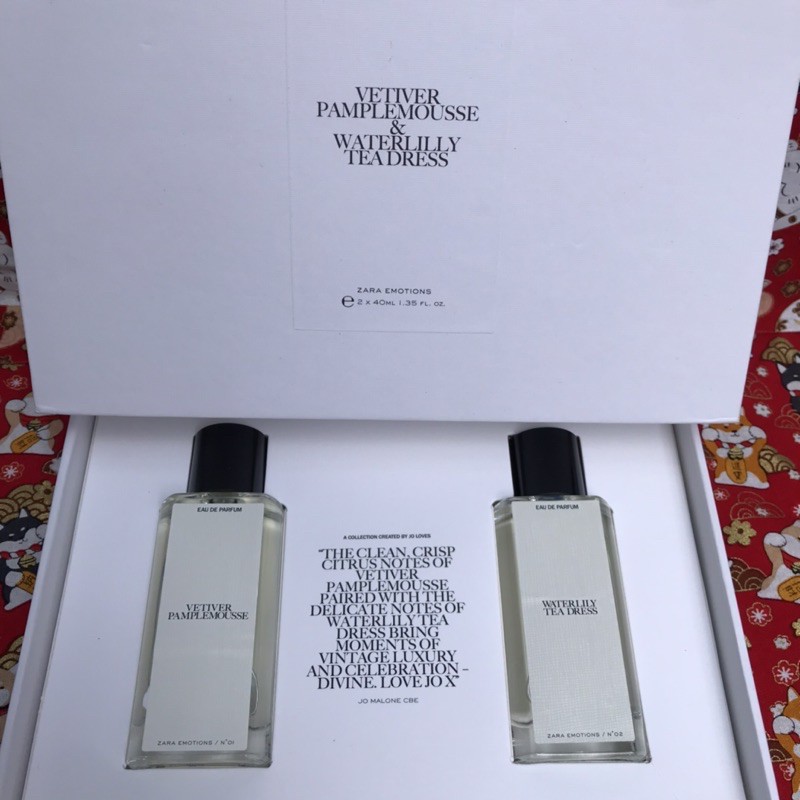 VETIVER
PAMPLEMOUSSE
&
WATERLILLY
TEA DRESS
ZARA EMOTIONS
e 2 X 40ML 1.35 FL. OZ.
EAU DE PARFUM
VETIVER
PAMPLEMOUSSE
ZARA EMOTIONS / N°01
A COLLECTION CREATED BY JO LOVES
"THE CLEAN, CRISP
CITRUS NOTES OF
VETIVER
PAMPLEMOUSSE
PAIRED WITH THE
DELICATE NOTES OF
WATERLILY TEA
DRESS BRING
MOMENTS OF
VINTAGE LUXURY
AND CELEBRATION –
DIVINE. LOVE JO X"
JO MALONE CBE
EAU DE PARFUM
WATERLILY
TEA DRESS
ZARA EMOTIONS / N°02